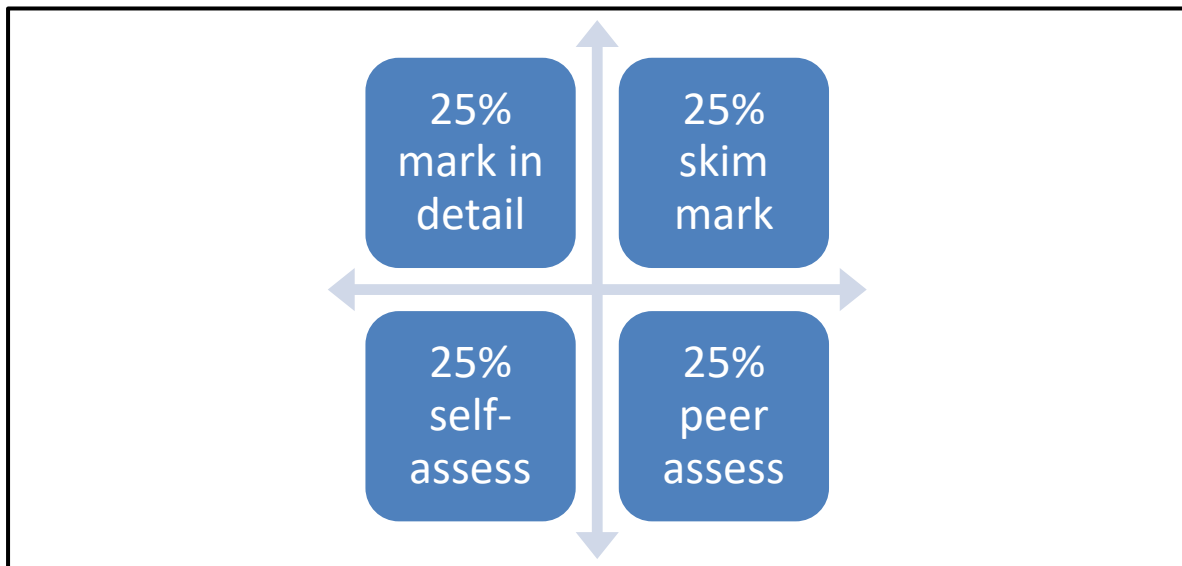 25%
mark in
detail
25%
skim
mark
25%
self-
assess
25%
peer
assess